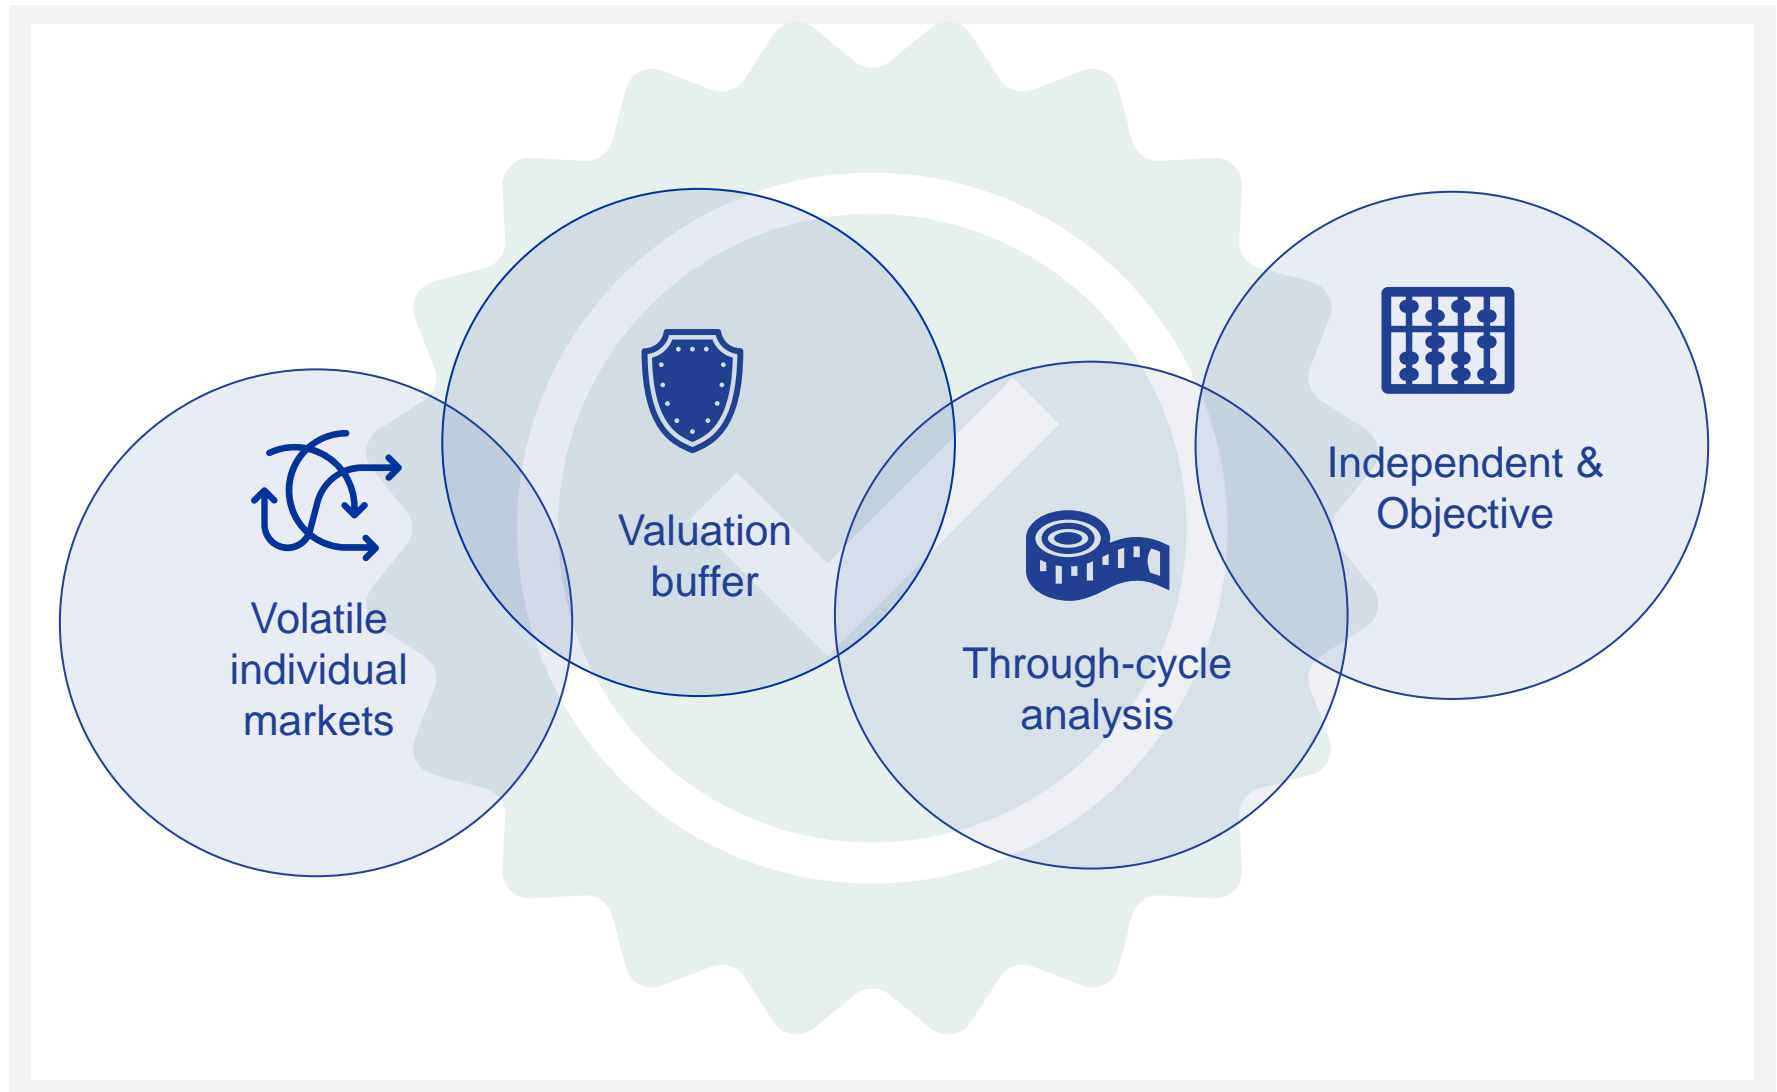 Volatile
individual
markets
Valuation
buffer
Through-cycle
analysis
Independent &
Objective